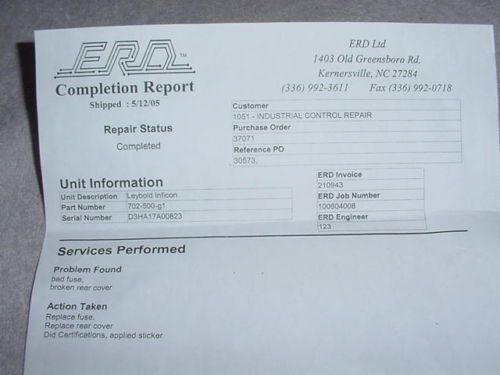 ERD™
ERD Ltd
1403 Old Greensboro Rd.
Kernersville, NC 27284
(336) 992-3611 Fax (336) 992-0718
Completion Report
Shipped : 5/12/05
Repair Status
Completed
Customer
1051 - INDUSTRIAL CONTROL REPAIR
Purchase Order
37071
Reference PO
30573,
Unit Information
Unit Description Leybold Inficon
Part Number 702-500-g1
Serial Number D3HA17A00823
ERD Invoice
210943
ERD Job Number
100604008
ERD Engineer
123
Services Performed
Problem Found
bad fuse,
broken rear cover
Action Taken
Replace fuse.
Replace rear cover
Did Certifications, applied sticker